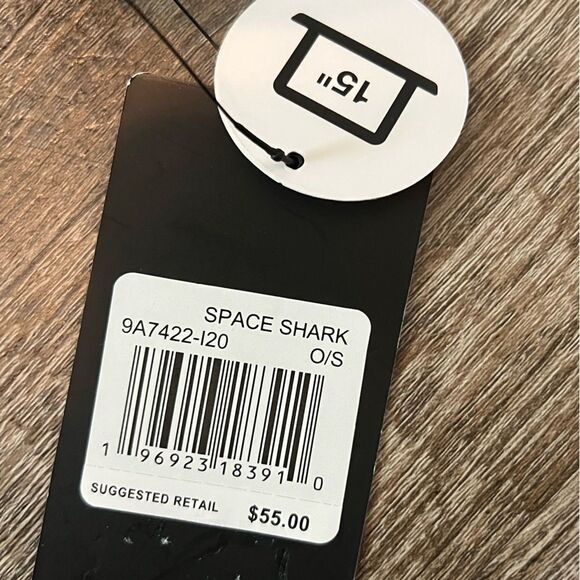 15"
SPACE SHARK
9A7422-I20
O/S
1 96923 18391 0
SUGGESTED RETAIL $55.00